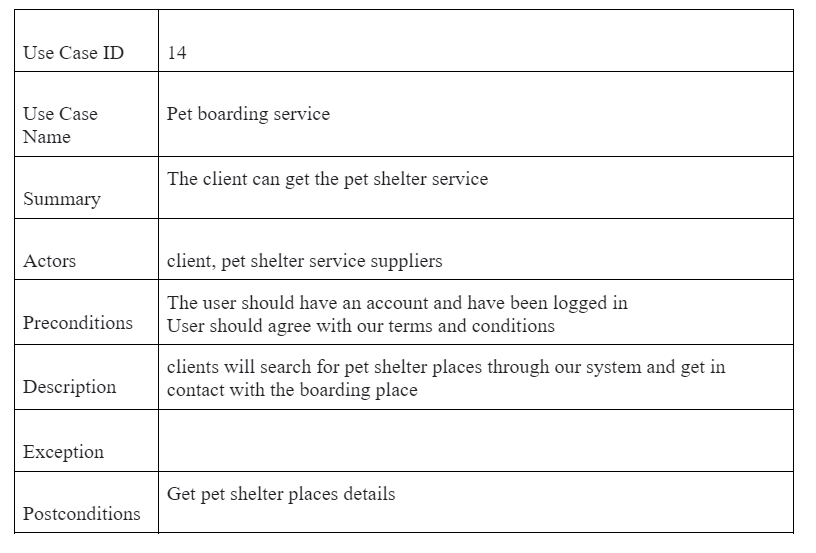 Use Case ID 14
Use Case Name Pet boarding service
Summary The client can get the pet shelter service
Actors client, pet shelter service suppliers
Preconditions The user should have an account and have been logged in
User should agree with our terms and conditions
Description clients will search for pet shelter places through our system and get in
contact with the boarding place
Exception
Postconditions Get pet shelter places details